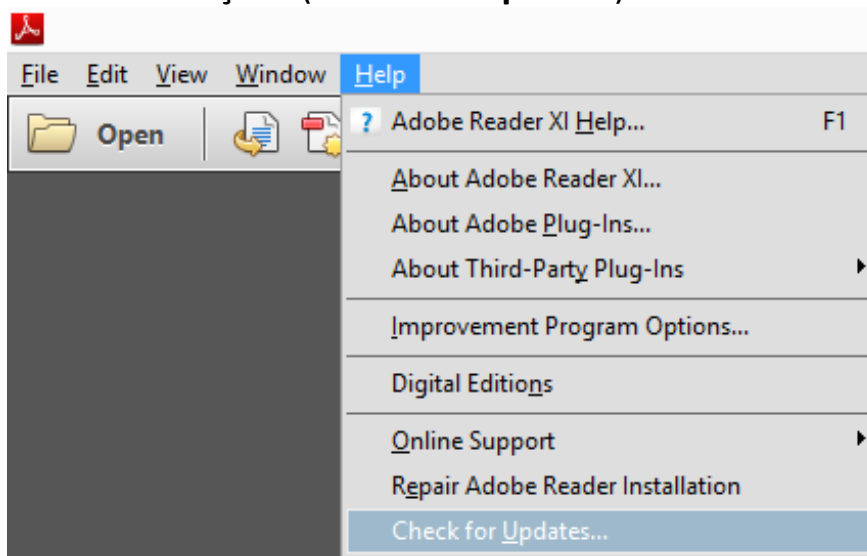 File Edit View Window Help
Open
? Adobe Reader XI Help... F1
About Adobe Reader XI...
About Adobe Plug-Ins...
About Third-Party Plug-Ins
Improvement Program Options...
Digital Editions
Online Support
Repair Adobe Reader Installation
Check for Updates...